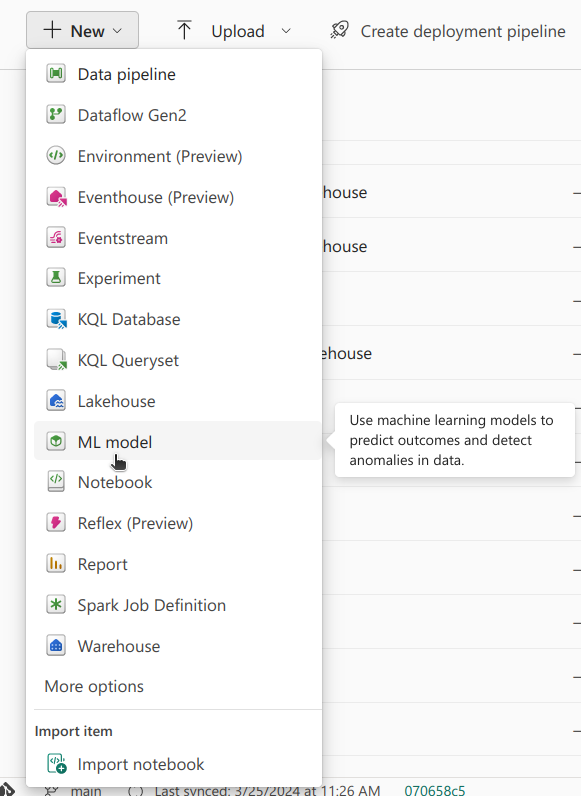 New
Upload
Create deployment pipeline
Data pipeline
Dataflow Gen2
Environment (Preview)
Eventhouse (Preview)
house
Eventstream
house
Experiment
KQL Database
KQL Queryset
ehouse
Lakehouse
ML model
Use machine learning models to
predict outcomes and detect
anomalies in data.
Notebook
Reflex (Preview)
Report
Spark Job Definition
Warehouse
More options
Import item
Import notebook
main
Last synced: 3/25/2024 at 11:26 AM
070658c5